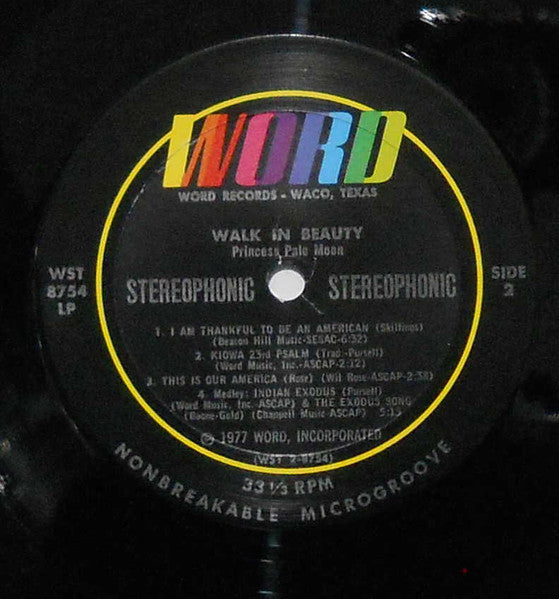 WORD
WORD RECORDS - WACO, TEXAS
WALK IN BEAUTY
Princess Pale Moon
WST
8754
LP
SIDE
2
STEREOPHONIC STEREOPHONIC
1. I AM THANKFUL TO BE AN AMERICAN (Skillings)
(Beacon Hill Music-SESAC-6:32)
2. KIOWA 23rd PSALM (Trad.-Pursell)
(Word Music, Inc.-ASCAP-2:12)
3. THIS IS OUR AMERICA (Rose) (Wil Rose-ASCAP-2:38)
4. Medley: INDIAN EXODUS (Pursell)
(Word Music, Inc. ASCAP) & THE EXODUS SONG
(Boone-Gold) (Chappell Music-ASCAP) 5:13
℗ 1977 WORD, INCORPORATED
(WST 2-8754)
33 1/3 RPM
NONBREAKABLE MICROGROOVE